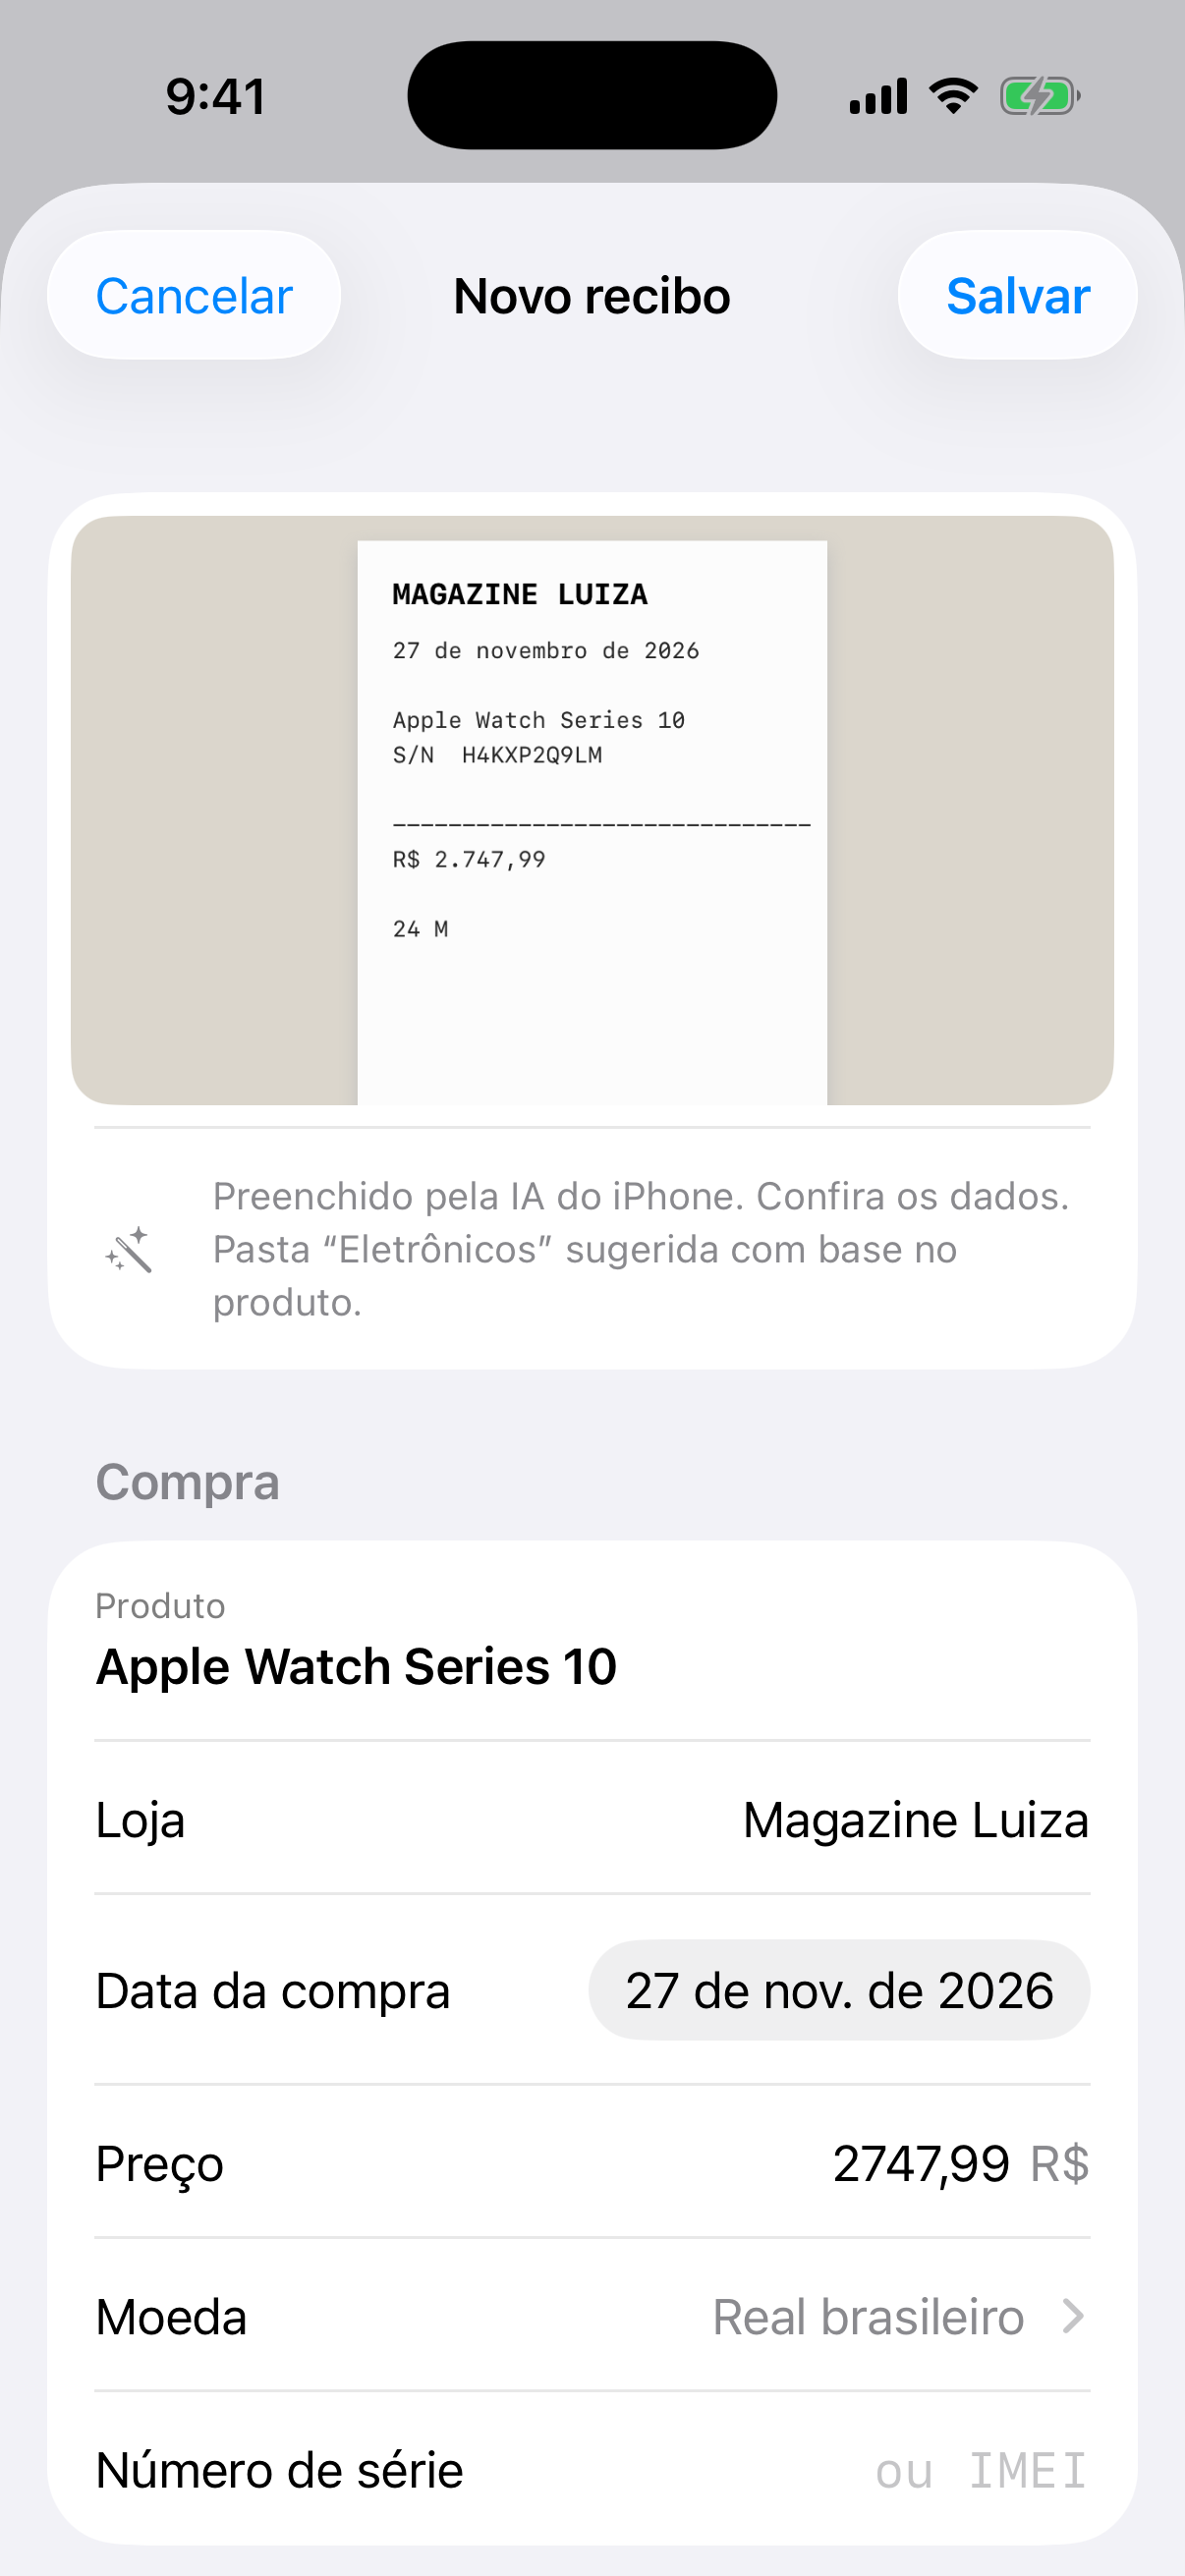 9:41
Cancelar
Novo recibo
Salvar
MAGAZINE LUIZA
27 de novembro de 2026
Apple Watch Series 10
S/N  H4KXP2Q9LM
______________________________
R$ 2.747,99
24 M
Preenchido pela IA do iPhone. Confira os dados.
Pasta “Eletrônicos” sugerida com base no
produto.
Compra
Produto
Apple Watch Series 10
Loja
Magazine Luiza
Data da compra
27 de nov. de 2026
Preço
2747,99 R$
Moeda
Real brasileiro
Número de série
ou IMEI